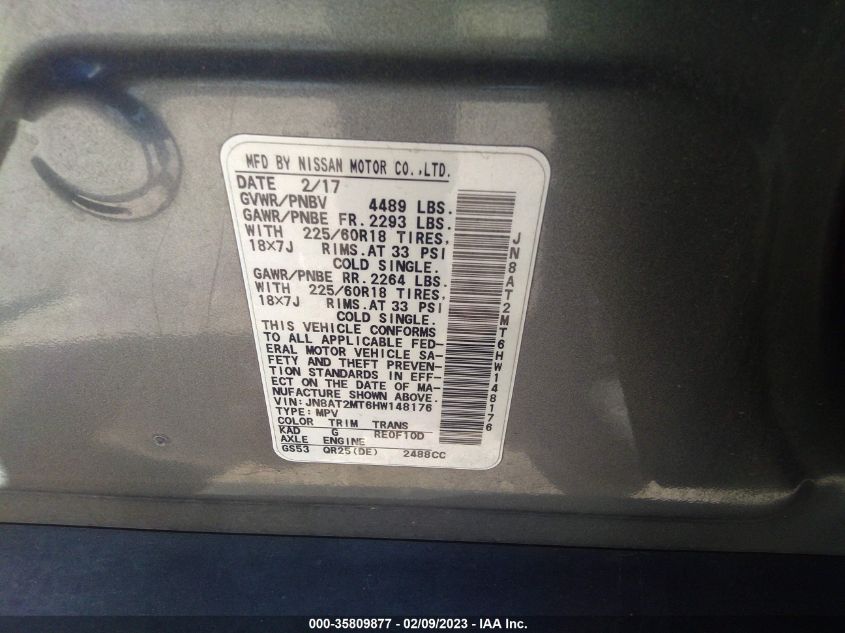 MFD BY NISSAN MOTOR CO.,LTD.
DATE 2/17
GVWR/PNBV 4489 LBS.
GAWR/PNBE FR. 2293 LBS.
WITH 225/60R18 TIRES,
18×7J RIMS.AT 33 PSI
COLD SINGLE.
GAWR/PNBE RR. 2264 LBS.
WITH 225/60R18 TIRES,
18×7J RIMS.AT 33 PSI
COLD SINGLE.
THIS VEHICLE CONFORMS
TO ALL APPLICABLE FED-
ERAL MOTOR VEHICLE SA-
FETY AND THEFT PREVEN-
TION STANDARDS IN EFF-
ECT ON THE DATE OF MA-
NUFACTURE SHOWN ABOVE.
VIN: JN8AT2MT6HW148176
TYPE: MPV
COLOR TRIM TRANS
KAD G RE0F10D
AXLE ENGINE
GS53 QR25(DE) 2488CC
JN8AT2MT6HW148176
000-35809877 - 02/09/2023 - IAA Inc.